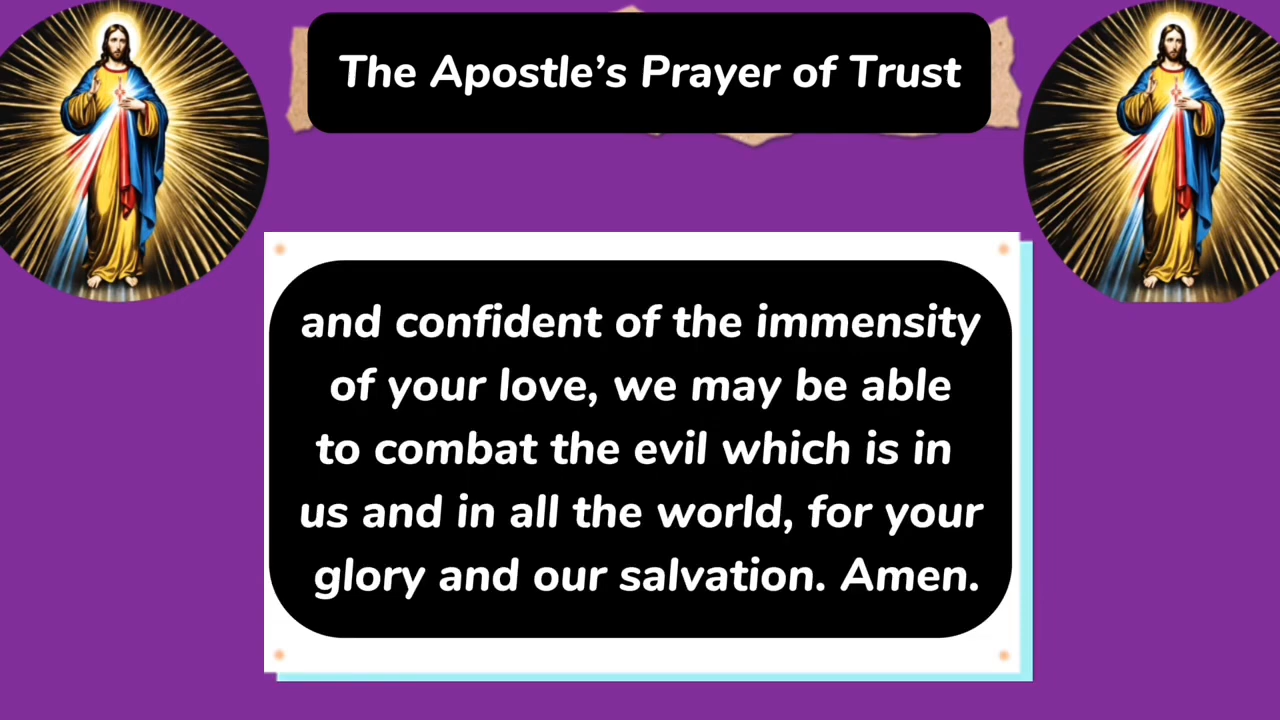 The Apostle’s Prayer of Trust
and confident of the immensity
of your love, we may be able
to combat the evil which is in
us and in all the world, for your
glory and our salvation. Amen.